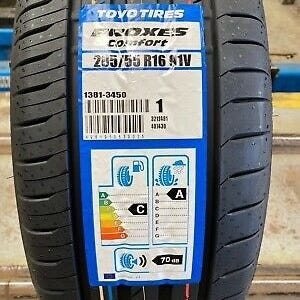 TOYO TIRES
PROXES
Comfort
205/55 R16 91V
1381-3450
1
C
A
A
B
C
D
E
F
G
A
B
C
D
E
F
G
70 dB